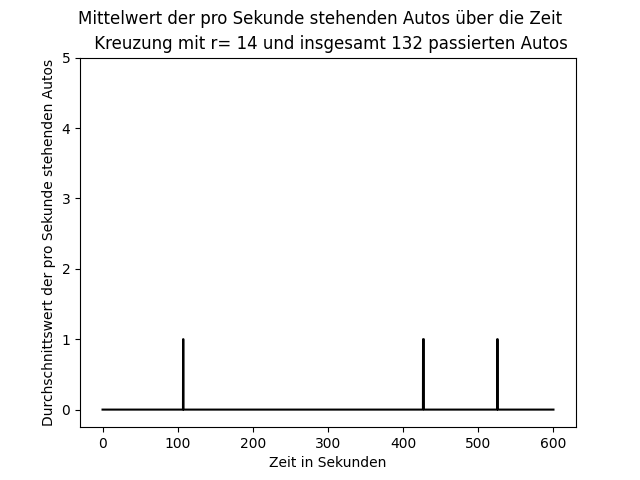 Mittelwert der pro Sekunde stehenden Autos über die Zeit
Kreuzung mit r= 14 und insgesamt 132 passierten Autos
Durchschnittswert der pro Sekunde stehenden Autos
5
4
3
2
1
0
0 100 200 300 400 500 600
Zeit in Sekunden